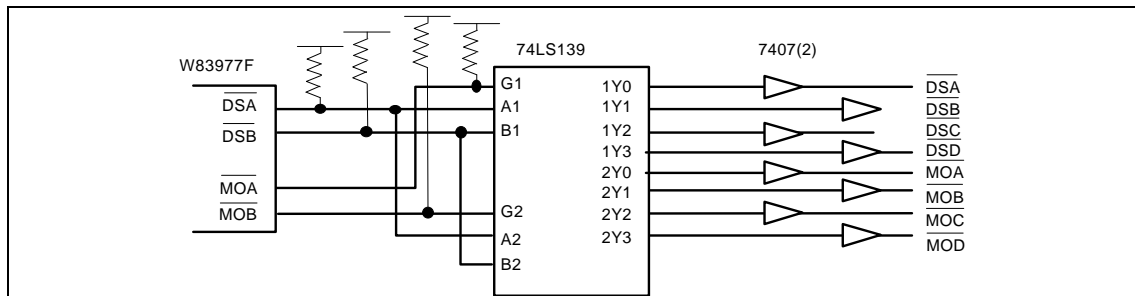 74LS139
7407(2)
W83977F
DSA
DSB
MOA
MOB
G1
A1
B1
G2
A2
B2
1Y0
1Y1
1Y2
1Y3
2Y0
2Y1
2Y2
2Y3
DSA
DSB
DSC
DSD
MOA
MOB
MOC
MOD